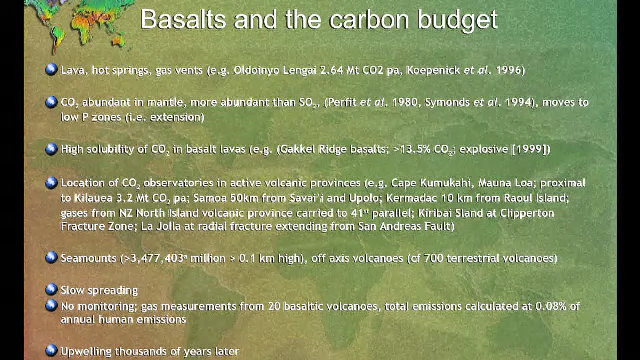 Basalts and the carbon budget
Lava, hot springs, gas vents (e.g. Oldoinyo Lengai 2.64 Mt CO2 pa, Koepenick et al. 1996)
CO2 abundant in mantle, more abundant than SO2, (Perfit et al. 1980, Symonds et al. 1994), moves to
low P zones (i.e. extension)
High solubility of CO2 in basalt lavas (e.g. (Gakkel Ridge basalts; >13.5% CO2; explosive [1999])
Location of CO2 observatories in active volcanic provinces (e.g. Cape Kumukahi, Mauna Loa; proximal
to Kilauea 3.2 Mt CO2 pa; Samoa 50km from Savai'i and Upolo; Kermadac 10 km from Raoul Island;
gases from NZ North Island volcanic province carried to 41st parallel; Kiribai Sland at Clipperton
Fracture Zone; La Jolla at radial fracture extending from San Andreas Fault)
Seamounts (>3,477,403* million > 0.1 km high), off axis volcanoes (cf 700 terrestrial volcanoes)
Slow spreading
No monitoring; gas measurements from 20 basaltic volcanoes, total emissions calculated at 0.08% of
annual human emissions
Upwelling thousands of years later